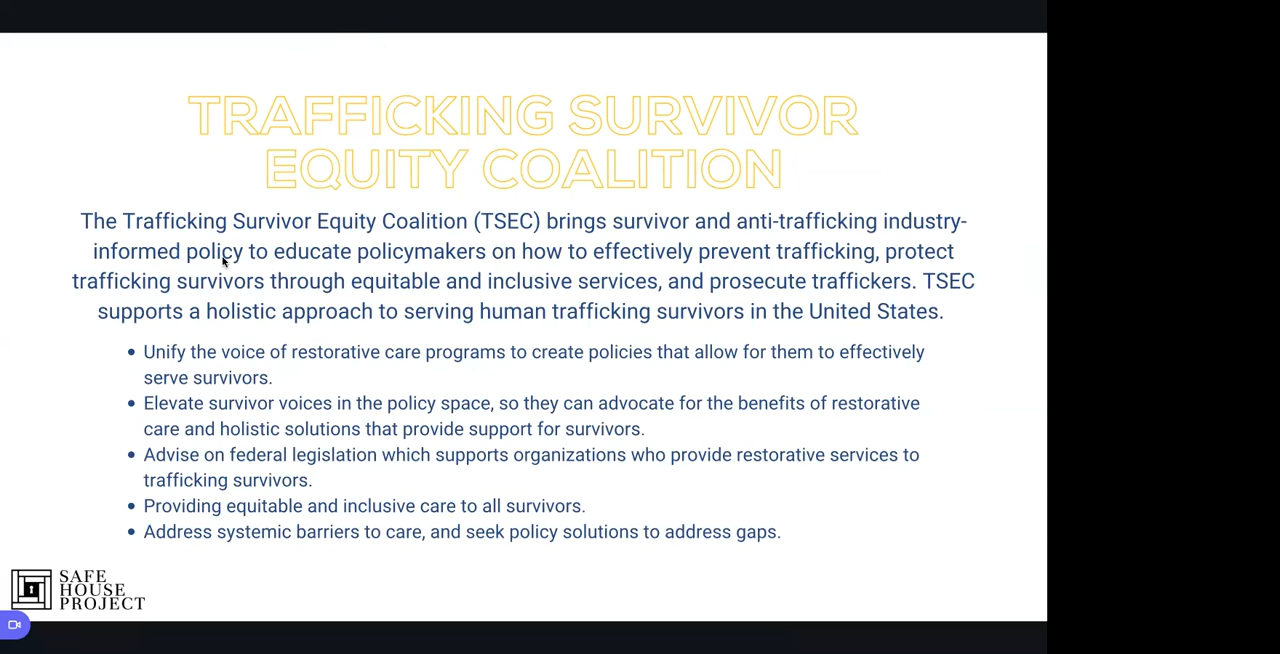 TRAFFICKING SURVIVOR
EQUITY COALITION
The Trafficking Survivor Equity Coalition (TSEC) brings survivor and anti-trafficking industry-
informed policy to educate policymakers on how to effectively prevent trafficking, protect
trafficking survivors through equitable and inclusive services, and prosecute traffickers. TSEC
supports a holistic approach to serving human trafficking survivors in the United States.
• Unify the voice of restorative care programs to create policies that allow for them to effectively
serve survivors.
• Elevate survivor voices in the policy space, so they can advocate for the benefits of restorative
care and holistic solutions that provide support for survivors.
• Advise on federal legislation which supports organizations who provide restorative services to
trafficking survivors.
• Providing equitable and inclusive care to all survivors.
• Address systemic barriers to care, and seek policy solutions to address gaps.
SAFE
HOUSE
PROJECT